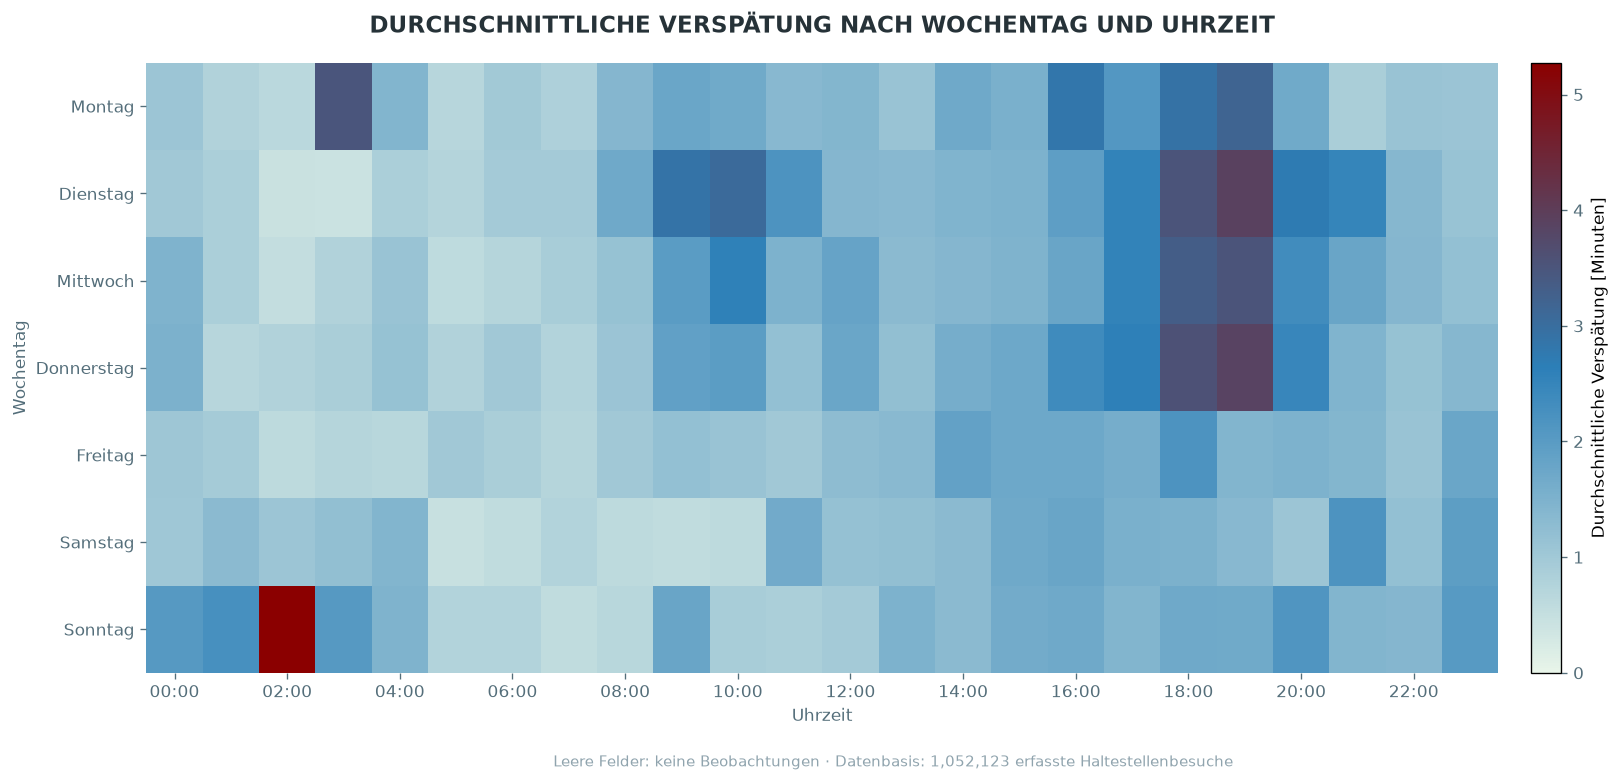 DURCHSCHNITTLICHE VERSPÄTUNG NACH WOCHENTAG UND UHRZEIT
Wochentag
Montag
Dienstag
Mittwoch
Donnerstag
Freitag
Samstag
Sonntag
00:00 02:00 04:00 06:00 08:00 10:00 12:00 14:00 16:00 18:00 20:00 22:00
Uhrzeit
5
4
3
2
1
0
Durchschnittliche Verspätung [Minuten]
Leere Felder: keine Beobachtungen · Datenbasis: 1,052,123 erfasste Haltestellenbesuche